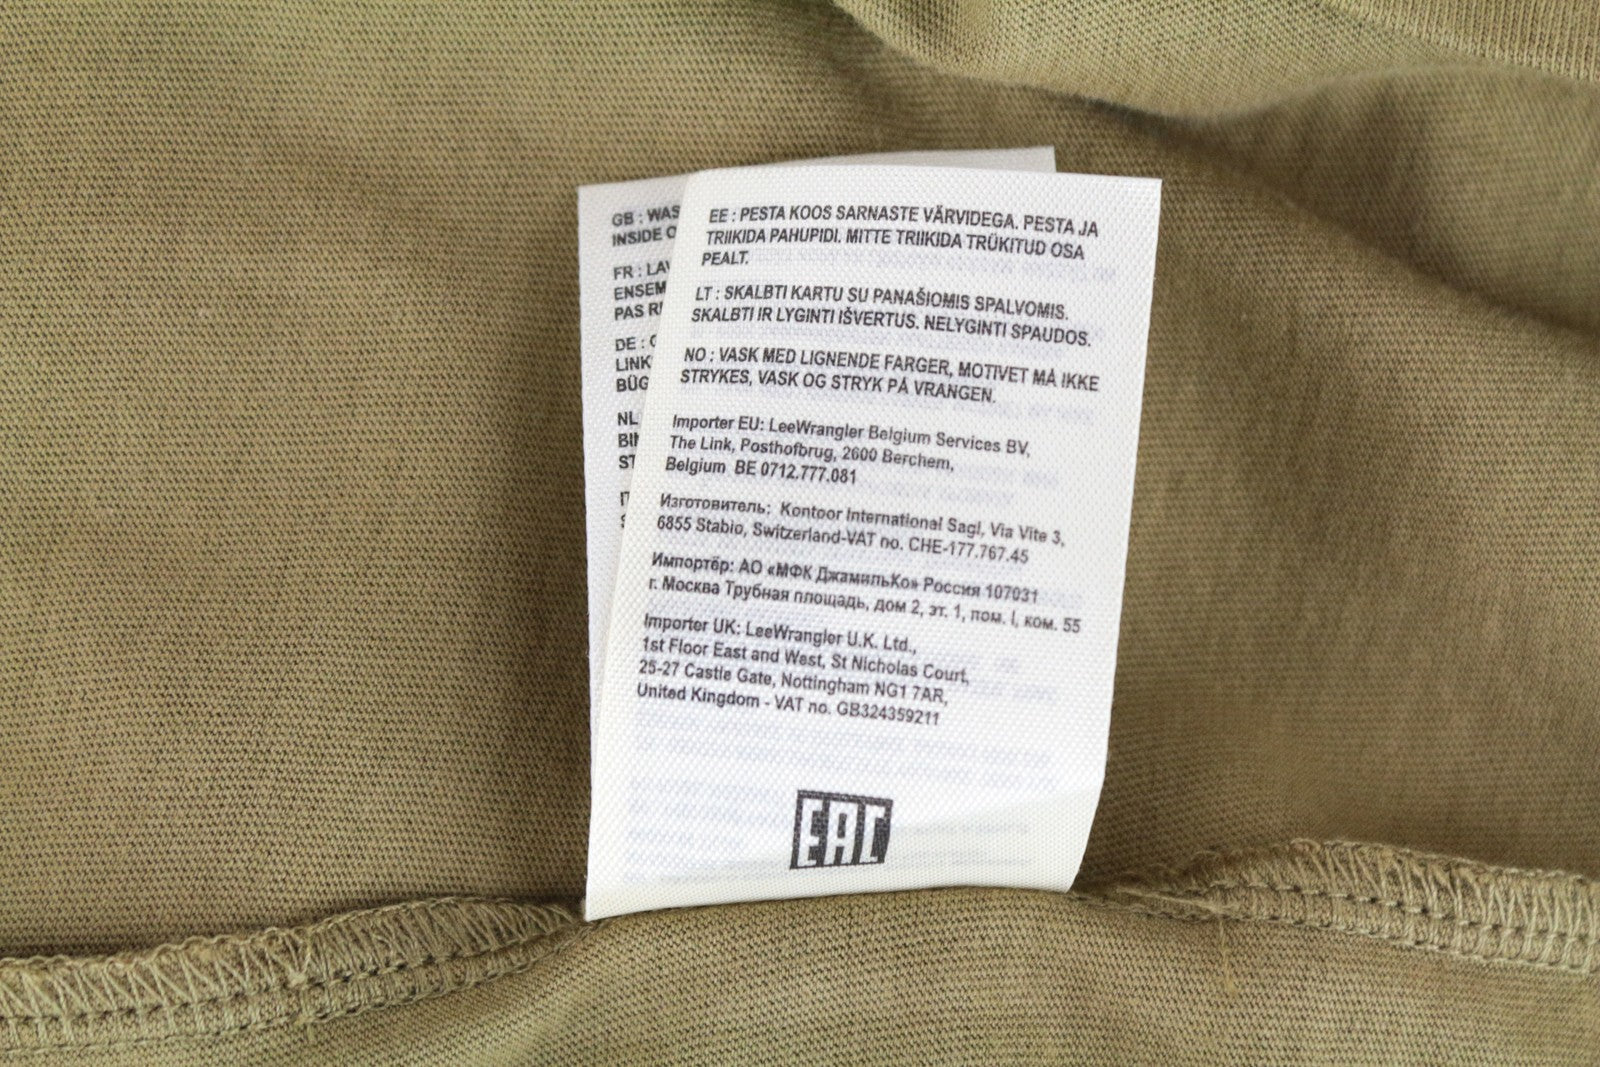 GB : WAS
INSIDE O
FR : LAV
ENSEM
PAS RE
DE :
LINK
BÜG
NL
BIN
ST
EE : PESTA KOOS SARNASTE VÄRVIDEGA. PESTA JA
TRIIKIDA PAHUPIDI. MITTE TRIIKIDA TRÜKITUD OSA
PEALT.
LT : SKALBTI KARTU SU PANAŠIOMIS SPALVOMIS.
SKALBTI IR LYGINTI IŠVERTUS. NELYGINTI SPAUDOS.
NO : VASK MED LIGNENDE FARGER, MOTIVET MÅ IKKE
STRYKES, VASK OG STRYK PÅ VRANGEN.
Importer EU: LeeWrangler Belgium Services BV,
The Link, Posthofbrug, 2600 Berchem,
Belgium BE 0712.777.081
Изготовитель: Kontoor International Sagl, Via Vite 3,
6855 Stabio, Switzerland-VAT no. CHE-177.767.45
Импортёр: АО «МФК ДжамильКо» Россия 107031
г. Москва Трубная площадь, дом 2, эт. 1, пом. I, ком. 55
Importer UK: LeeWrangler U.K. Ltd.,
1st Floor East and West, St Nicholas Court,
25-27 Castle Gate, Nottingham NG1 7AR,
United Kingdom - VAT no. GB324359211
EAC